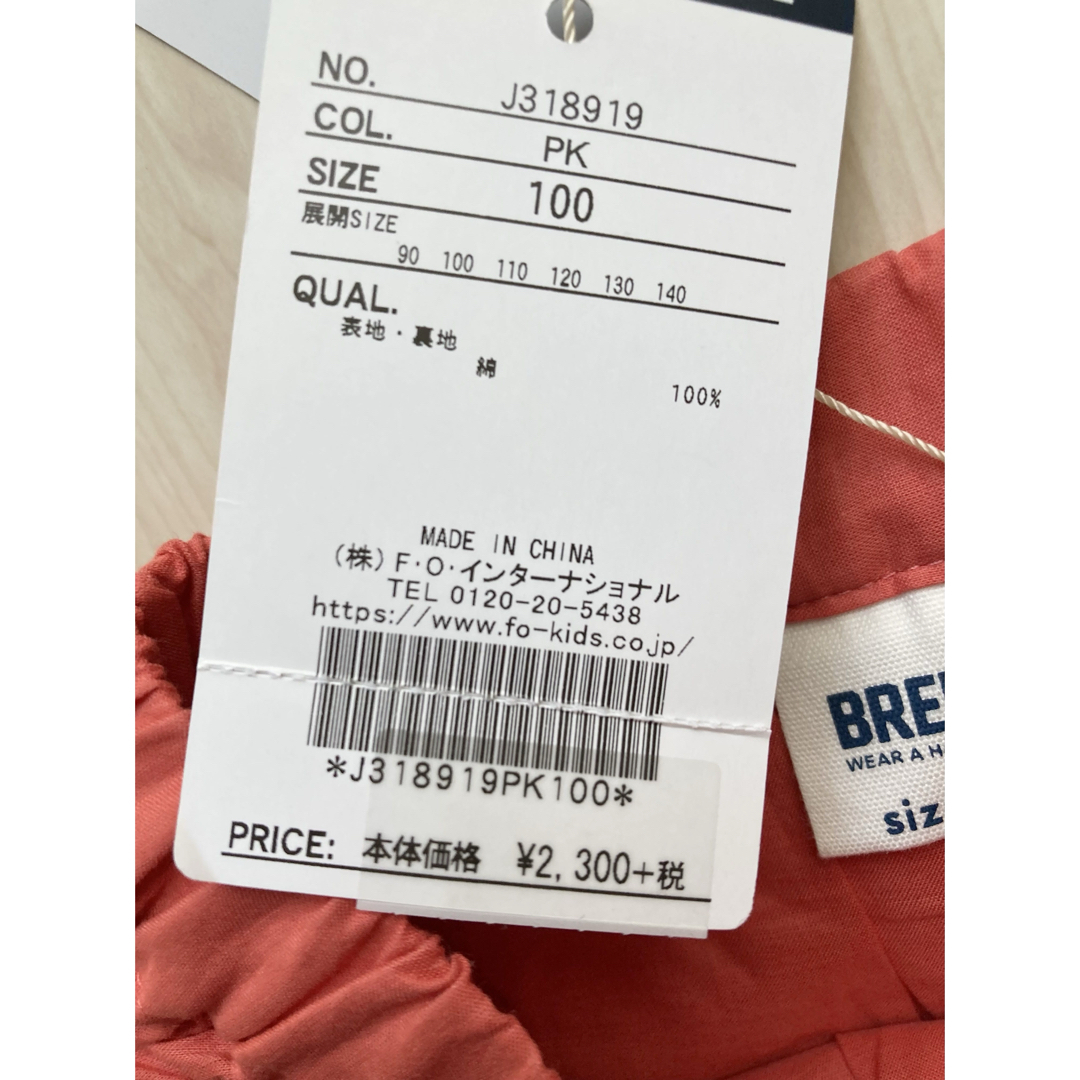 NO. J318919
COL. PK
SIZE 100
展開SIZE
90 100 110 120 130 140
QUAL.
表地・裏地
綿
100%
MADE IN CHINA
(株)F・O・インターナショナル
TEL 0120-20-5438
https://www.fo-kids.co.jp/
*J318919PK100*
PRICE: 本体価格 ¥2,300+税
BRE
WEAR A H
siz